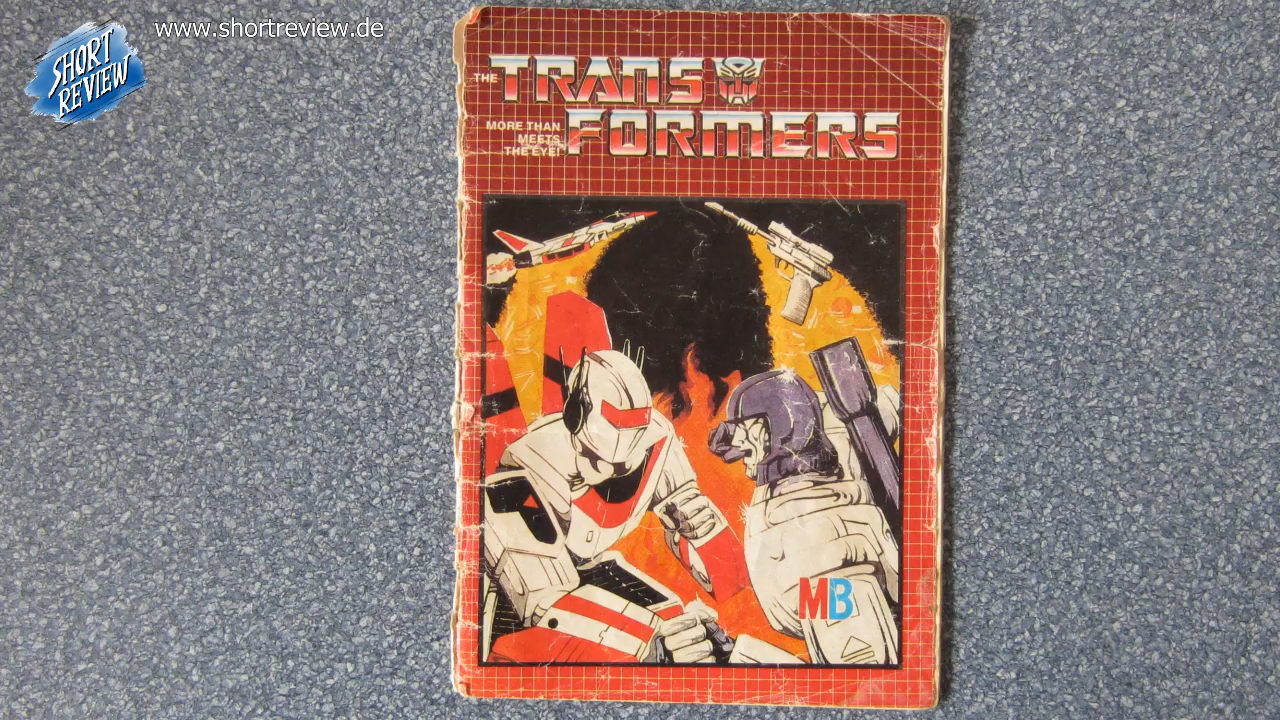 www.shortreview.de
SHORT
REVIEW
THE TRANS
FORMERS
MORE THAN
MEETS
THE EYE!
MB